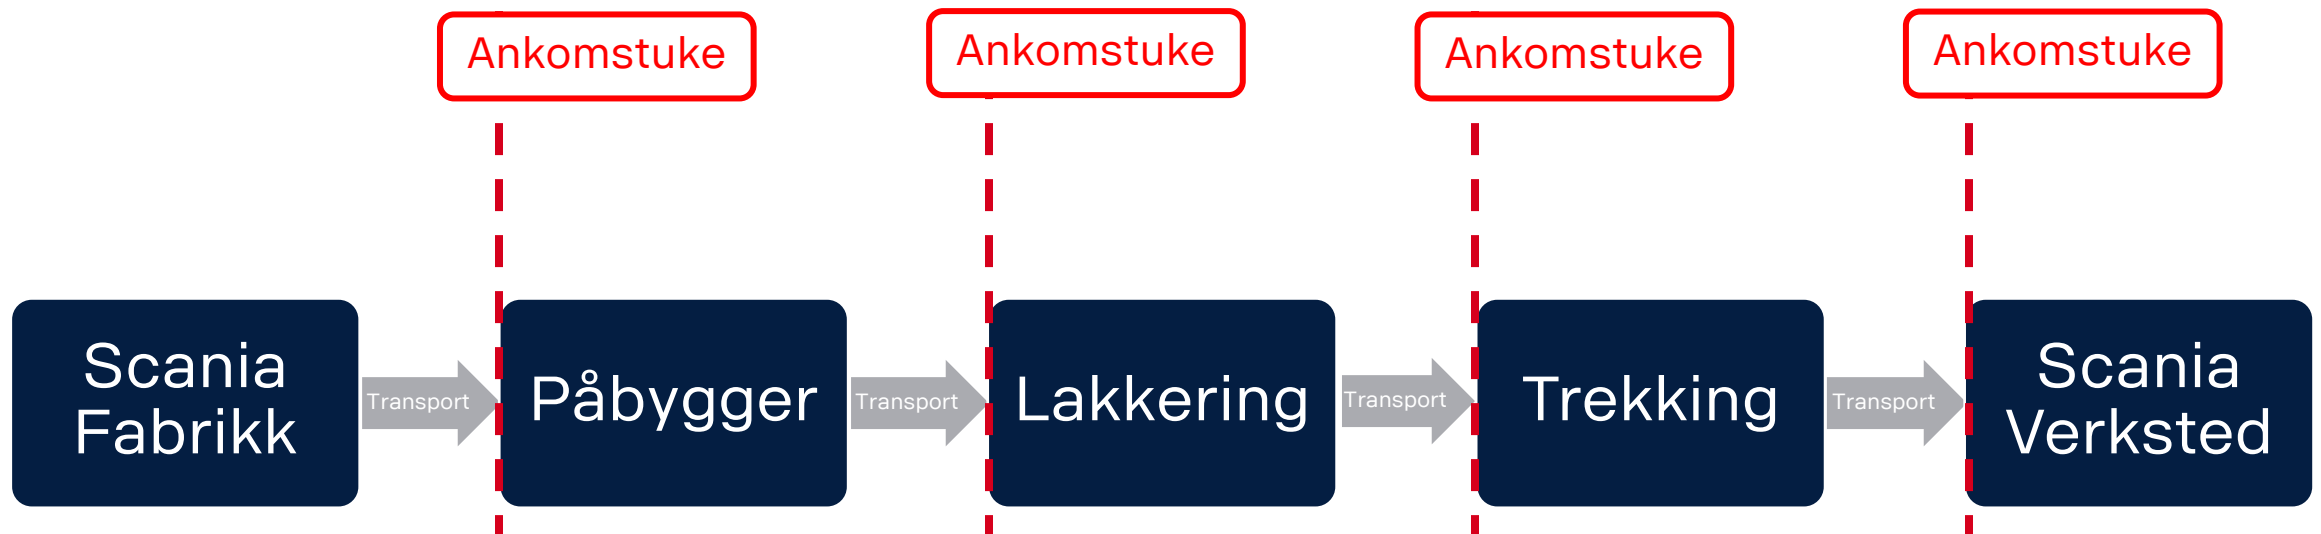 Ankomstuke
Ankomstuke
Ankomstuke
Ankomstuke
Scania
Fabrikk
Transport
Påbygger
Transport
Lakkering
Transport
Trekking
Transport
Scania
Verksted